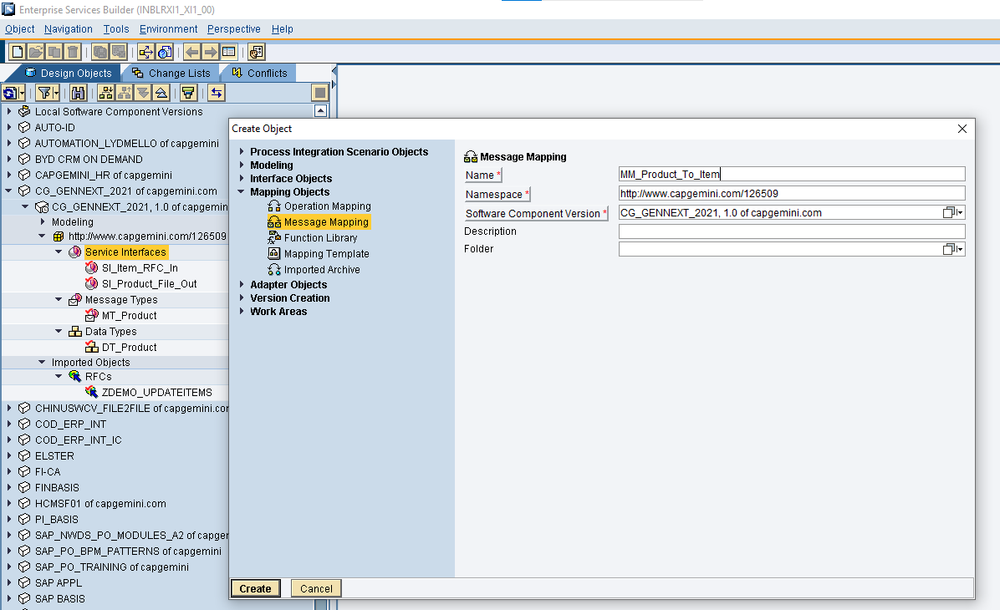 Enterprise Services Builder (INBLRXI1_XI1_00)
Object Navigation Tools Environment Perspective Help
Design Objects Change Lists Conflicts
Local Software Component Versions
AUTO-ID
AUTOMATION_LYDMELLO of capgemini
BYD CRM ON DEMAND
CAPGEMINI_HR of capgemini
CG_GENNEXT_2021 of capgemini.com
CG_GENNEXT_2021, 1.0 of capgemin
Modeling
http://www.capgemini.com/126509
Service Interfaces
SI_Item_RFC_In
SI_Product_File_Out
Message Types
MT_Product
Data Types
DT_Product
Imported Objects
RFCs
ZDEMO_UPDATEITEMS
CHINUSWCV_FILE2FILE of capgemini.com
COD_ERP_INT
COD_ERP_INT_IC
ELSTER
FI-CA
FINBASIS
HCMSF01 of capgemini.com
PI_BASIS
SAP_NWDS_PO_MODULES_A2 of capger
SAP_PO_BPM_PATTERNS of capgemini
SAP_PO_TRAINING of capgemini
SAP APPL
SAP BASIS
Create Object
Process Integration Scenario Objects
Modeling
Interface Objects
Mapping Objects
Operation Mapping
Message Mapping
Function Library
Mapping Template
Imported Archive
Adapter Objects
Version Creation
Work Areas
Message Mapping
Name * MM_Product_To_Item
Namespace * http://www.capgemini.com/126509
Software Component Version * CG_GENNEXT_2021, 1.0 of capgemini.com
Description
Folder
Create Cancel